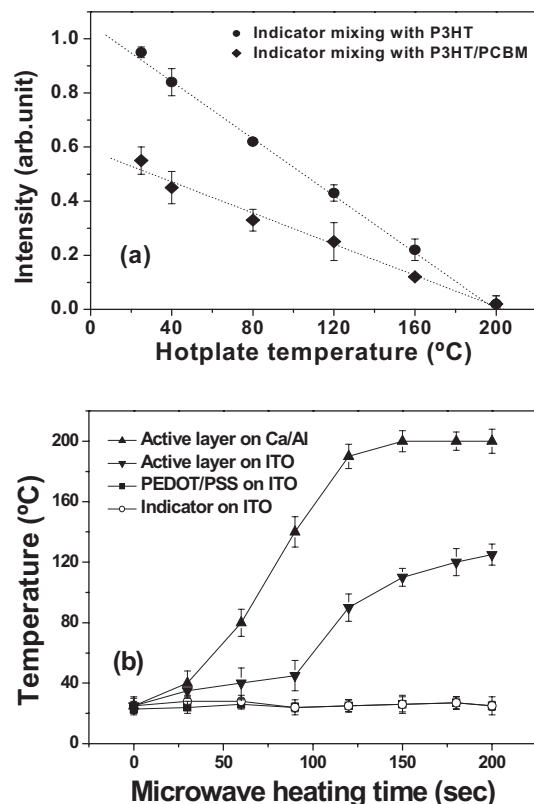 1.0
0.8
0.6
0.4
0.2
0.0
Intensity (arb.unit)
Indicator mixing with P3HT
Indicator mixing with P3HT/PCBM
(a)
40
80
120
160
200
Hotplate temperature (ºC)
200
160
120
80
40
0
Temperature (ºC)
Active layer on Ca/Al
Active layer on ITO
PEDOT/PSS on ITO
Indicator on ITO
(b)
0
50
100
150
200
Microwave heating time (sec)